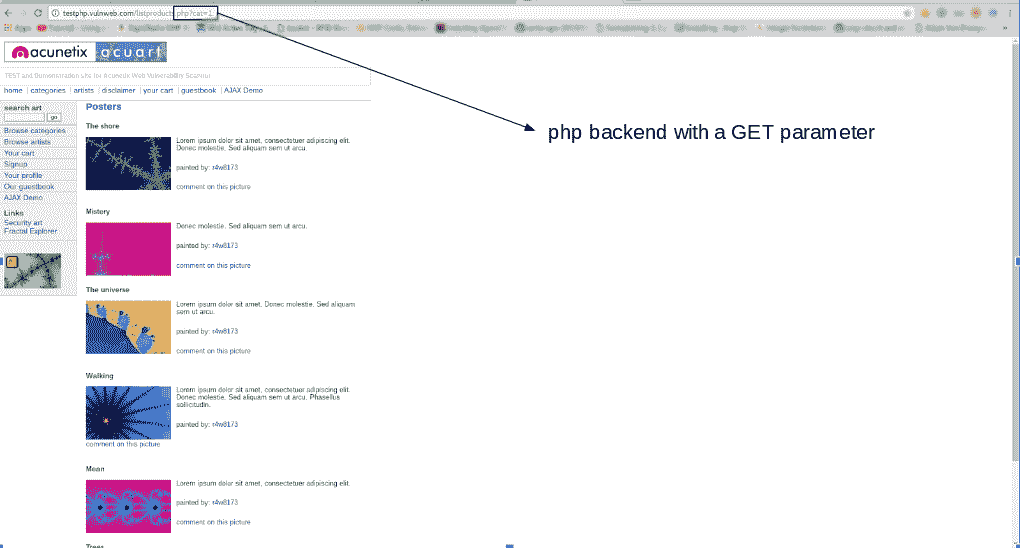 testphp.vulnweb.com/listproducts.php?cat=1
acunetix acuart
TEST and Demonstration site for Acunetix Web Vulnerability Scanner
home | categories | artists | disclaimer | your cart | guestbook | AJAX Demo
search art
go
Browse categories
Browse artists
Your cart
Signup
Your profile
Our guestbook
AJAX Demo
Links
Security art
Fractal Explorer
Posters
The shore
Lorem ipsum dolor sit amet, consectetuer adipiscing elit.
Donec molestie. Sed aliquam sem ut arcu.
painted by: r4w8173
comment on this picture
Mistery
Donec molestie. Sed aliquam sem ut arcu.
painted by: r4w8173
comment on this picture
The universe
Lorem ipsum dolor sit amet. Donec molestie. Sed aliquam
sem ut arcu.
painted by: r4w8173
comment on this picture
Walking
Lorem ipsum dolor sit amet, consectetuer adipiscing elit.
Donec molestie. Sed aliquam sem ut arcu. Phasellus
sollicitudin.
painted by: r4w8173
comment on this picture
Mean
Lorem ipsum dolor sit amet, consectetuer adipiscing elit.
painted by: r4w8173
comment on this picture
Trees
php backend with a GET parameter